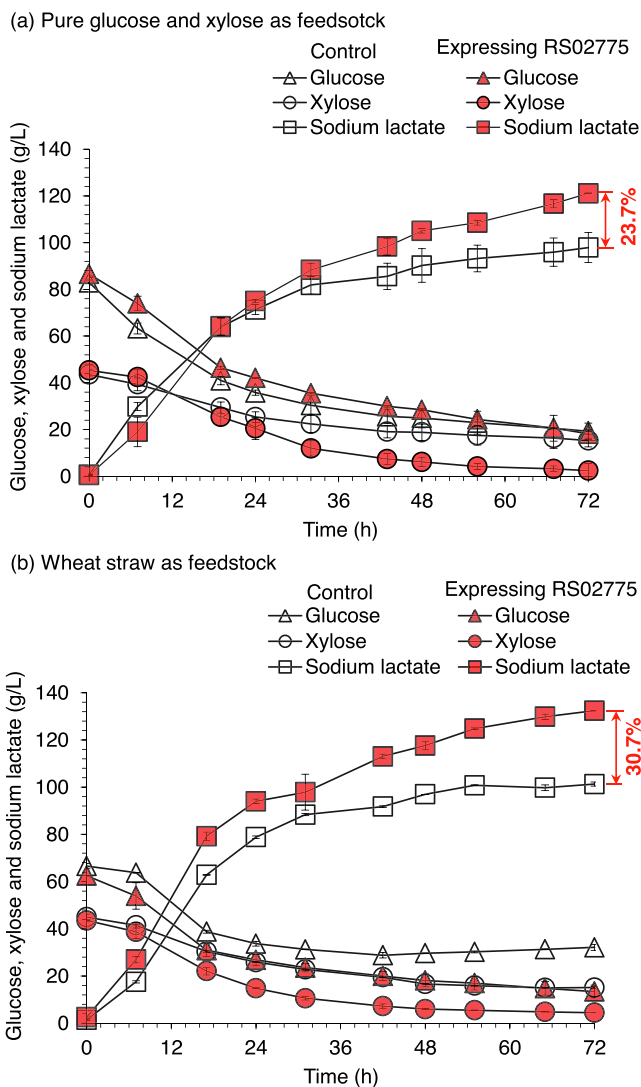 (a) Pure glucose and xylose as feedsotck
Control Expressing RS02775
Glucose Glucose
Xylose Xylose
Sodium lactate Sodium lactate
Glucose, xylose and sodium lactate (g/L)
140
120
100
80
60
40
20
0
23.7%
0 12 24 36 48 60 72
Time (h)
(b) Wheat straw as feedstock
Control Expressing RS02775
Glucose Glucose
Xylose Xylose
Sodium lactate Sodium lactate
Glucose, xylose and sodium lactate (g/L)
140
120
100
80
60
40
20
0
30.7%
0 12 24 36 48 60 72
Time (h)